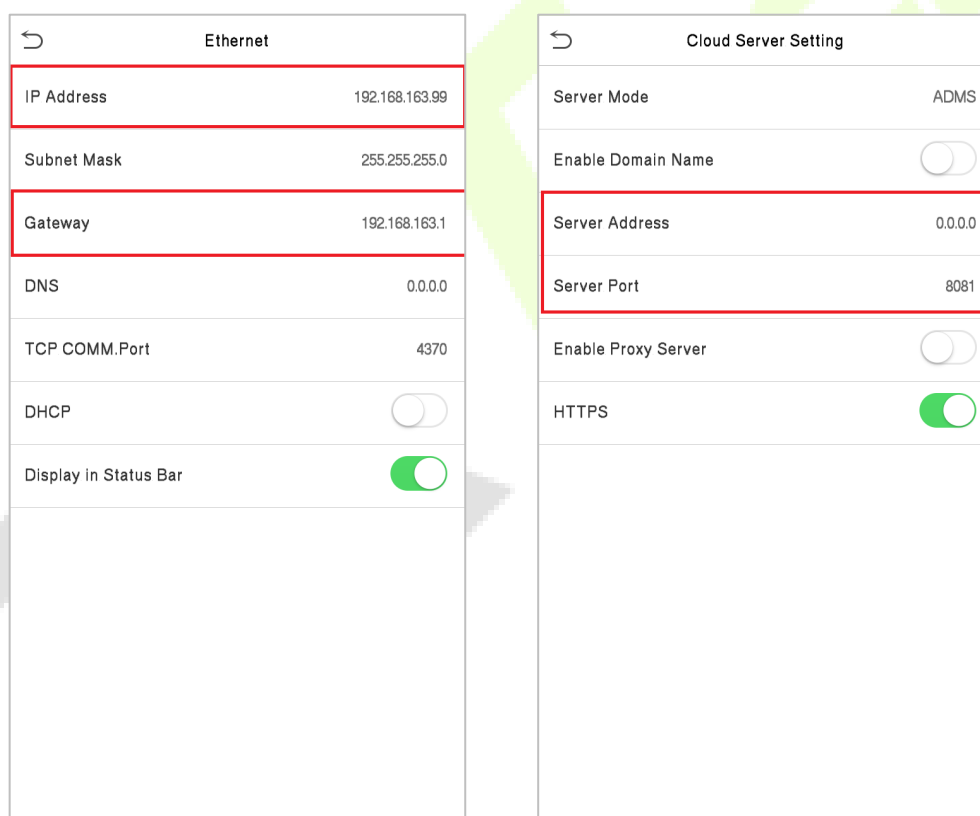 Ethernet
IP Address 192.168.163.99
Subnet Mask 255.255.255.0
Gateway 192.168.163.1
DNS 0.0.0.0
TCP COMM.Port 4370
DHCP
Display in Status Bar
Cloud Server Setting
Server Mode ADMS
Enable Domain Name
Server Address 0.0.0.0
Server Port 8081
Enable Proxy Server
HTTPS